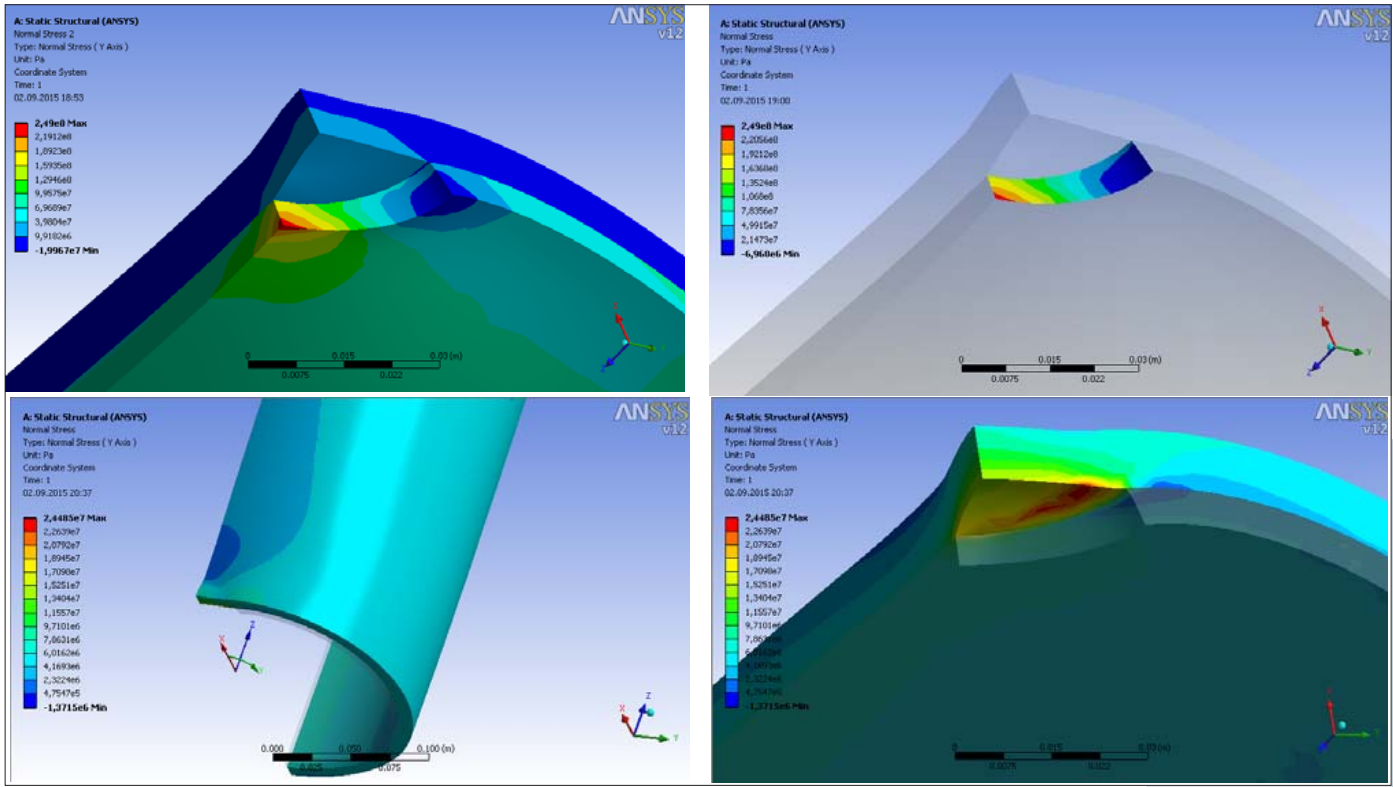 A: Static Structural (ANSYS)
Normal Stress 2
Type: Normal Stress ( Y Axis )
Unit: Pa
Coordinate System
Time: 1
02.09.2015 18:53
2,49e8 Max
2,1912e8
1,8923e8
1,5935e8
1,2946e8
9,9575e7
6,9689e7
3,9804e7
9,9182e6
-1,9967e7 Min
ANSYS
v12
0
0.015
0.03 (m)
0.0075
0.022
X
Y
Z
A: Static Structural (ANSYS)
Normal Stress
Type: Normal Stress ( Y Axis )
Unit: Pa
Coordinate System
Time: 1
02.09.2015 19:00
2,49e8 Max
2,2056e8
1,9212e8
1,6368e8
1,3524e8
1,068e8
7,8356e7
4,9915e7
2,1473e7
-6,968e6 Min
ANSYS
v12
0
0.015
0.03 (m)
0.0075
0.022
X
Y
Z
A: Static Structural (ANSYS)
Normal Stress
Type: Normal Stress ( Y Axis )
Unit: Pa
Coordinate System
Time: 1
02.09.2015 20:37
2,4485e7 Max
2,2639e7
2,0792e7
1,8945e7
1,7098e7
1,5251e7
1,3404e7
1,1557e7
9,7101e6
7,8631e6
6,0162e6
4,1693e6
2,3224e6
4,7547e5
-1,3715e6 Min
ANSYS
v12
X
Z
Y
0.000
0.050
0.100 (m)
0.025
0.075
X
Z
Y
A: Static Structural (ANSYS)
Normal Stress
Type: Normal Stress ( Y Axis )
Unit: Pa
Coordinate System
Time: 1
02.09.2015 20:37
2,4485e7 Max
2,2639e7
2,0792e7
1,8945e7
1,7098e7
1,5251e7
1,3404e7
1,1557e7
9,7101e6
2,3224e6
-1,3715e6 Min
ANSYS
v12
0
0.015
0.03 (m)
0.0075
0.022
X
Y
Z